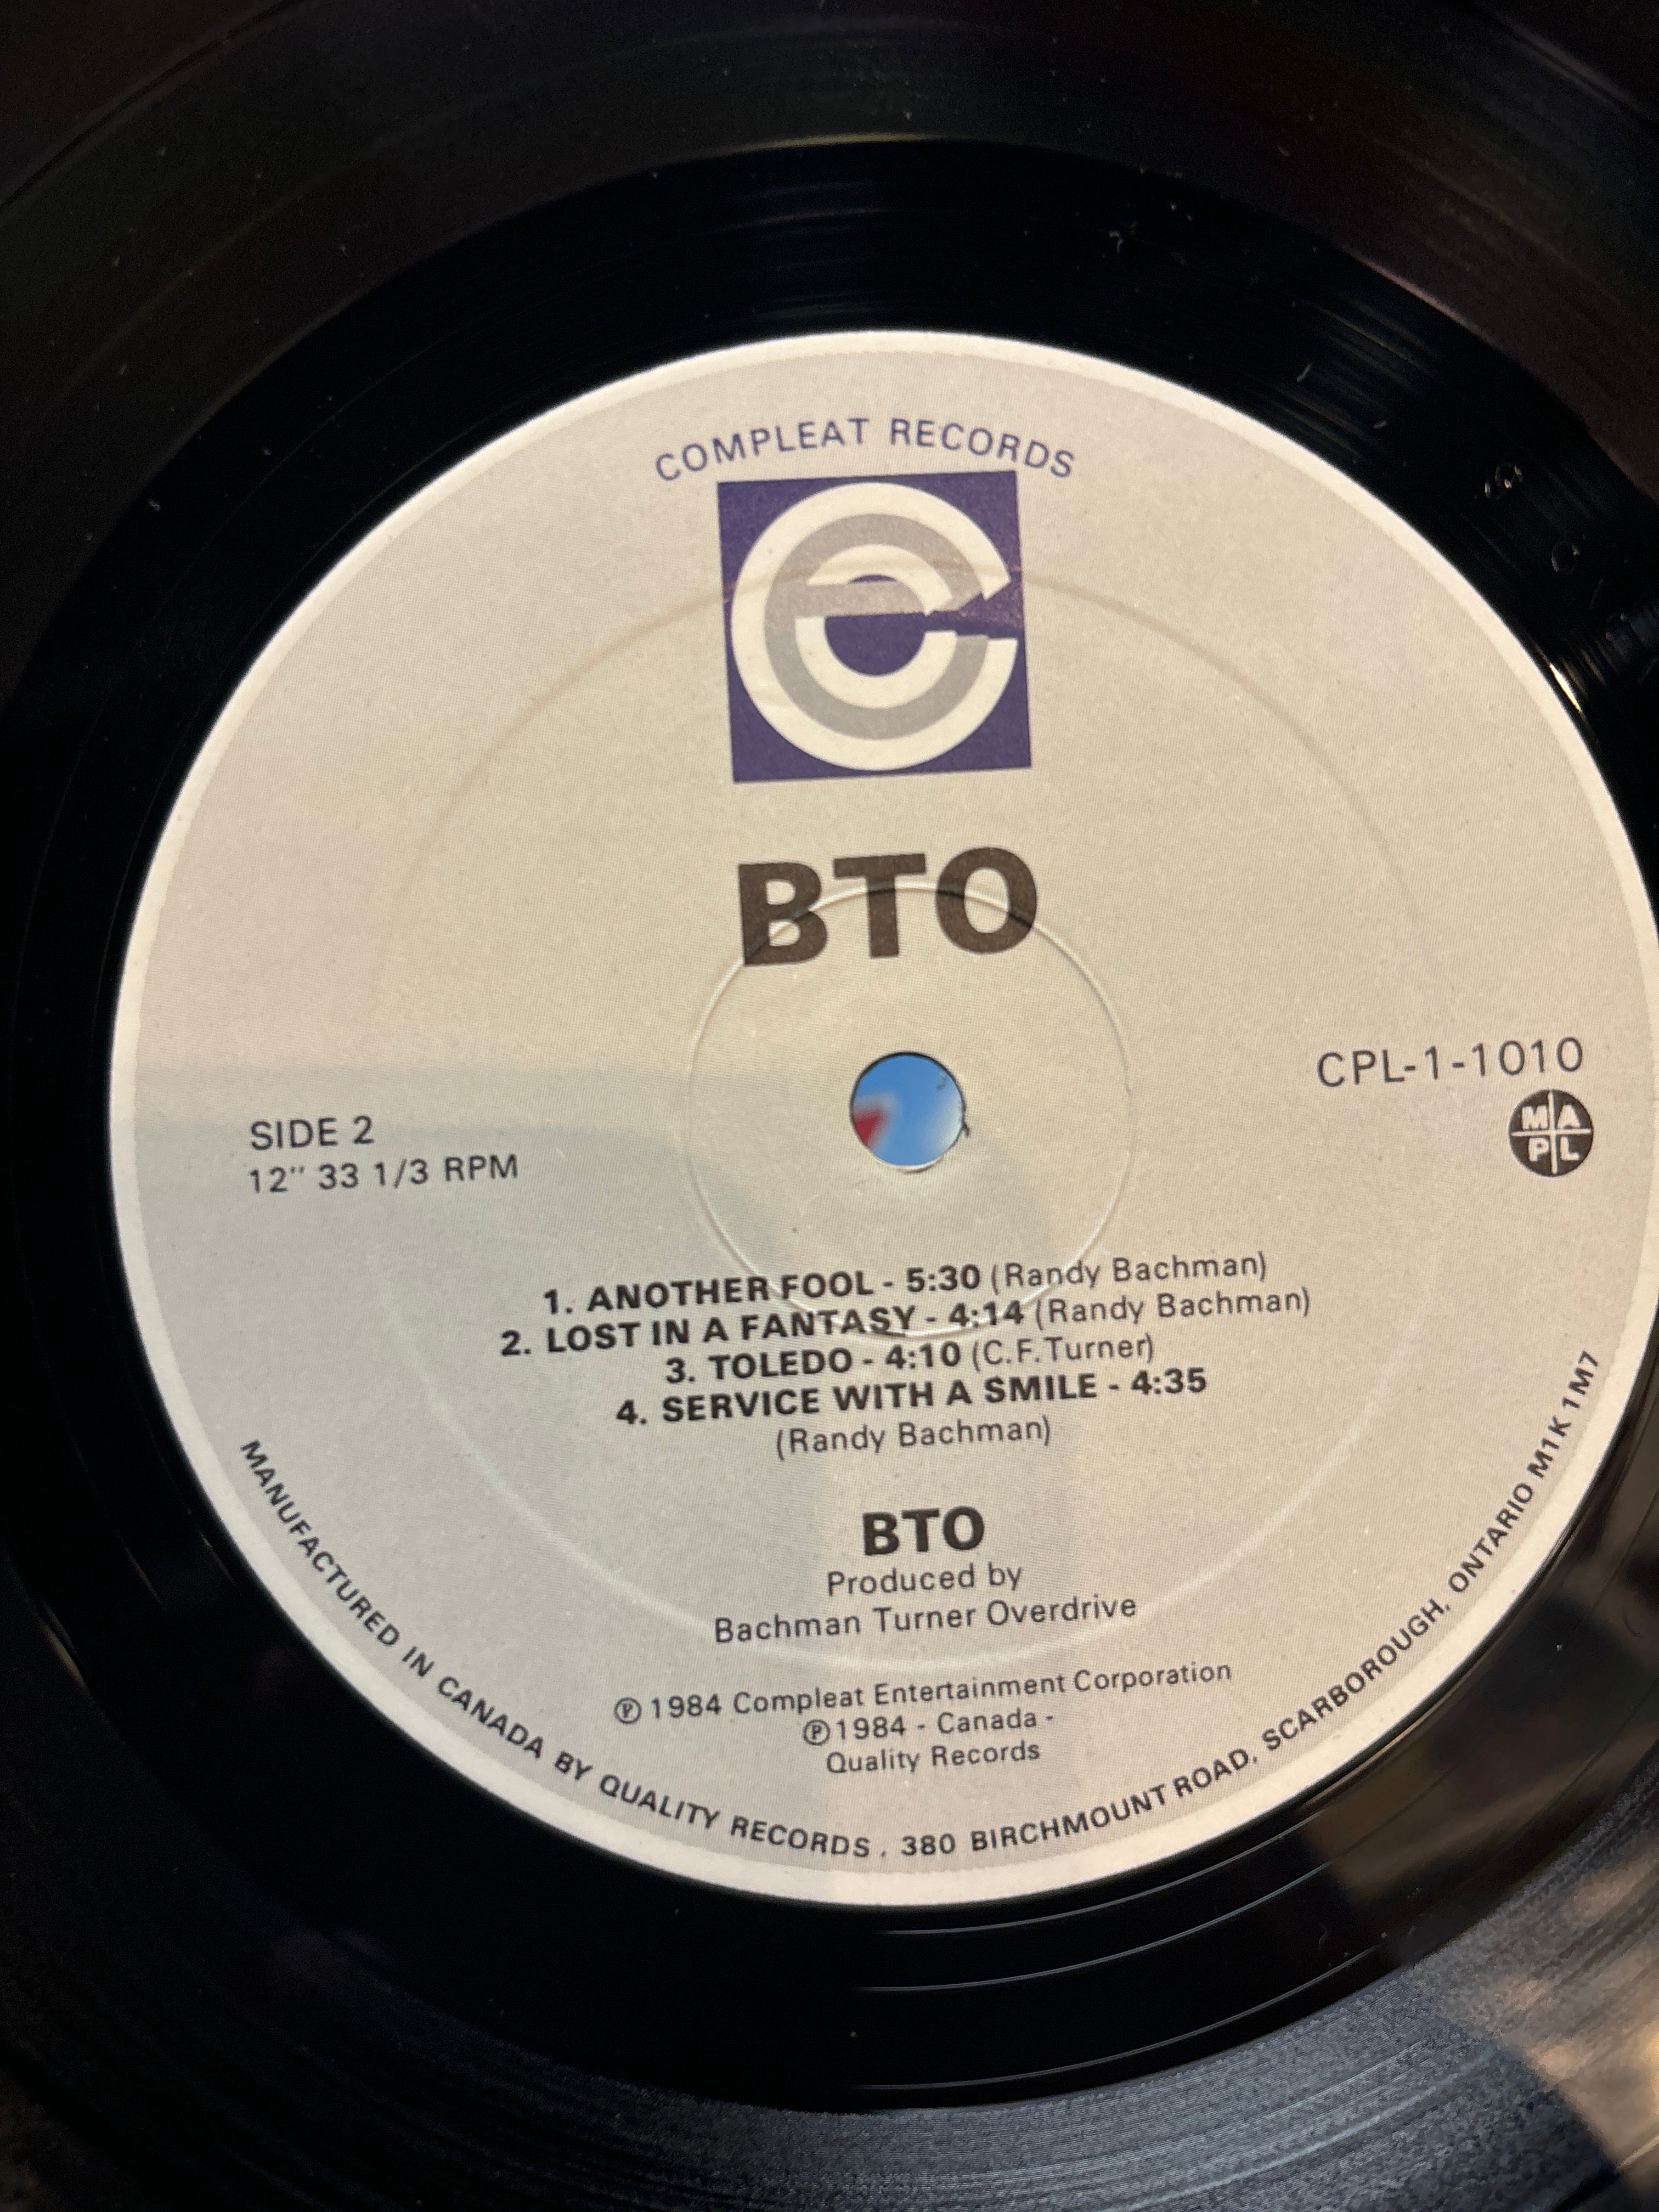 COMPLEAT RECORDS
BTO
CPL-1-1010
MAPL
SIDE 2
12" 33 1/3 RPM
1. ANOTHER FOOL - 5:30 (Randy Bachman)
2. LOST IN A FANTASY - 4:14 (Randy Bachman)
3. TOLEDO - 4:10 (C.F.Turner)
4. SERVICE WITH A SMILE - 4:35
(Randy Bachman)
BTO
Produced by
Bachman Turner Overdrive
℗ 1984 Compleat Entertainment Corporation
℗1984 - Canada -
Quality Records
MANUFACTURED IN CANADA BY QUALITY RECORDS . 380 BIRCHMOUNT ROAD, SCARBOROUGH, ONTARIO M1K 1M7